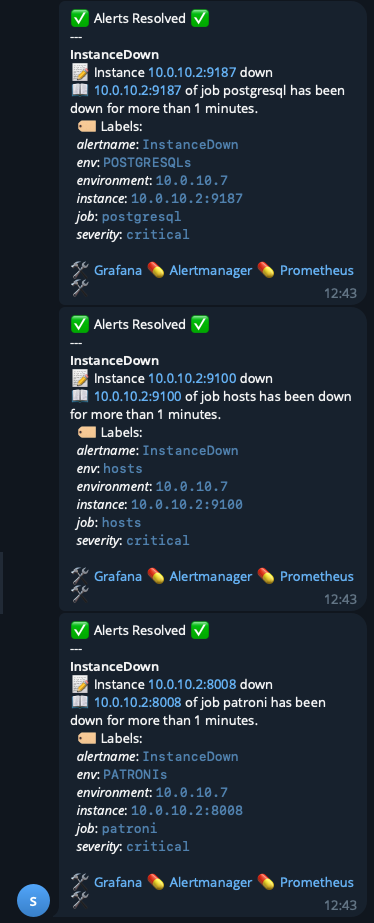 ✅ Alerts Resolved ✅
---
InstanceDown
📝 Instance 10.0.10.2:9187 down
📖 10.0.10.2:9187 of job postgresql has been
down for more than 1 minutes.
🏷 Labels:
alertname: InstanceDown
env: POSTGRESQLs
environment: 10.0.10.7
instance: 10.0.10.2:9187
job: postgresql
severity: critical
🛠 Grafana 💊 Alertmanager 💊 Prometheus
🛠 12:43
✅ Alerts Resolved ✅
---
InstanceDown
📝 Instance 10.0.10.2:9100 down
📖 10.0.10.2:9100 of job hosts has been down
for more than 1 minutes.
🏷 Labels:
alertname: InstanceDown
env: hosts
environment: 10.0.10.7
instance: 10.0.10.2:9100
job: hosts
severity: critical
🛠 Grafana 💊 Alertmanager 💊 Prometheus
🛠 12:43
✅ Alerts Resolved ✅
---
InstanceDown
📝 Instance 10.0.10.2:8008 down
📖 10.0.10.2:8008 of job patroni has been
down for more than 1 minutes.
🏷 Labels:
alertname: InstanceDown
env: PATRONIs
environment: 10.0.10.7
instance: 10.0.10.2:8008
job: patroni
severity: critical
🛠 Grafana 💊 Alertmanager 💊 Prometheus
🛠 12:43
S